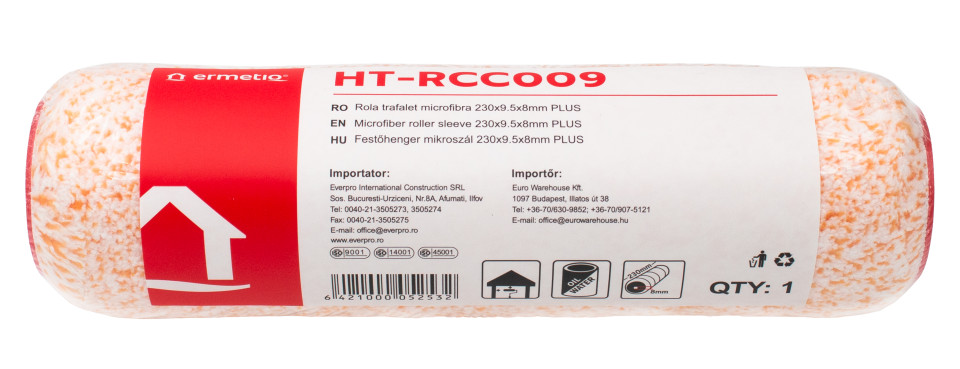 ermetiq
HT-RCC009
RO Rola trafalet microfibra 230x9.5x8mm PLUS
EN Microfiber roller sleeve 230x9.5x8mm PLUS
HU Festőhenger mikroszál 230x9.5x8mm PLUS
Importator:
Everpro International Construction SRL
Sos. Bucuresti-Urziceni, Nr.8A, Afumati, Ilfov
Tel: 0040-21-3505273, 3505274
Fax: 0040-21-3505275
E-mail: office@everpro.ro
www.everpro.ro
9001 14001 45001
Importőr:
Euro Warehouse Kft.
1097 Budapest, Illatos út 38
Tel: +36-70/630-9852; +36-70/907-5121
E-mail: office@eurowarehouse.hu
6 421000 052532
OIL
WATER
230mm
8mm
QTY: 1